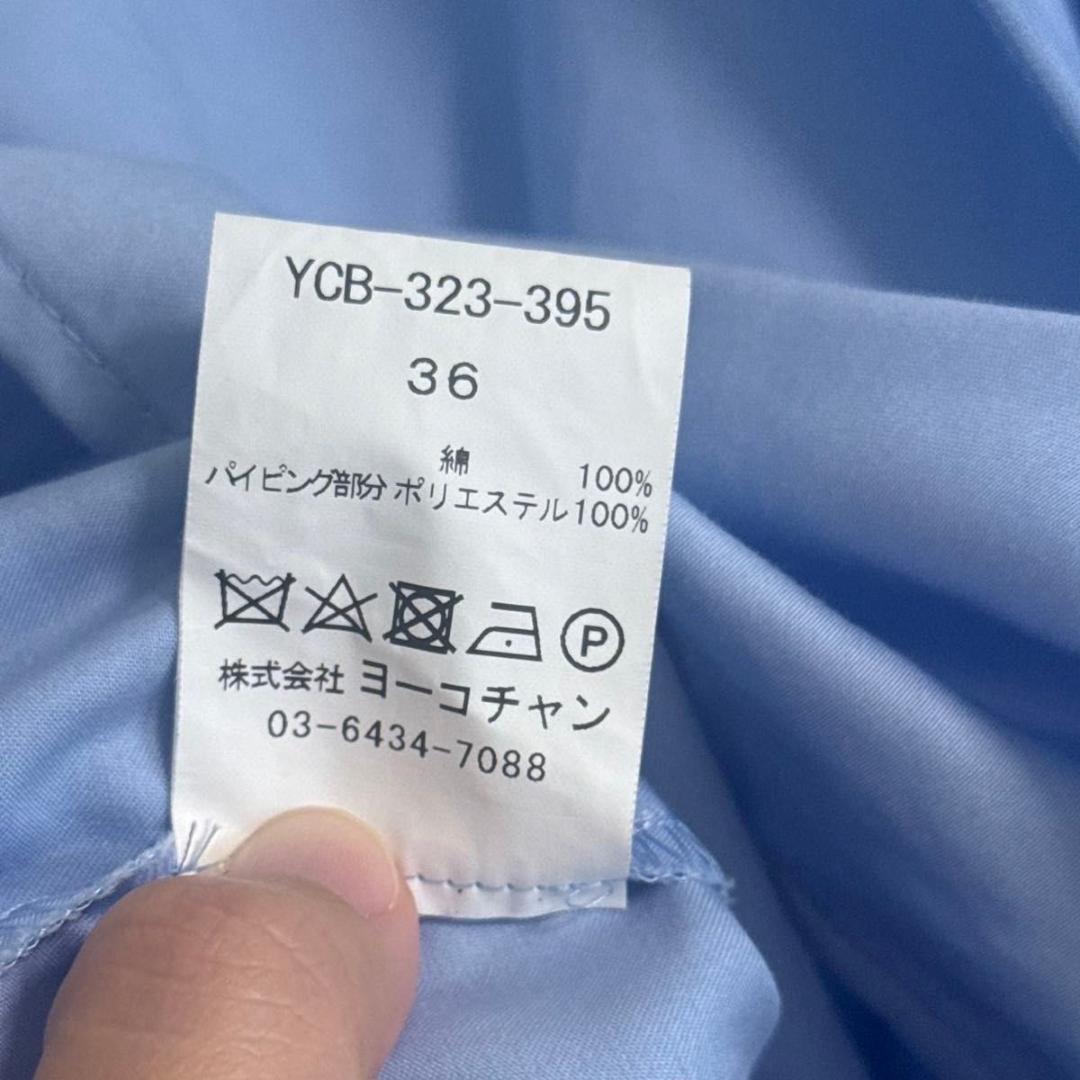 YCB-323-395
36
綿 100%
パイピング部分 ポリエステル100%
P
株式会社 ヨーコチャン
03-6434-7088